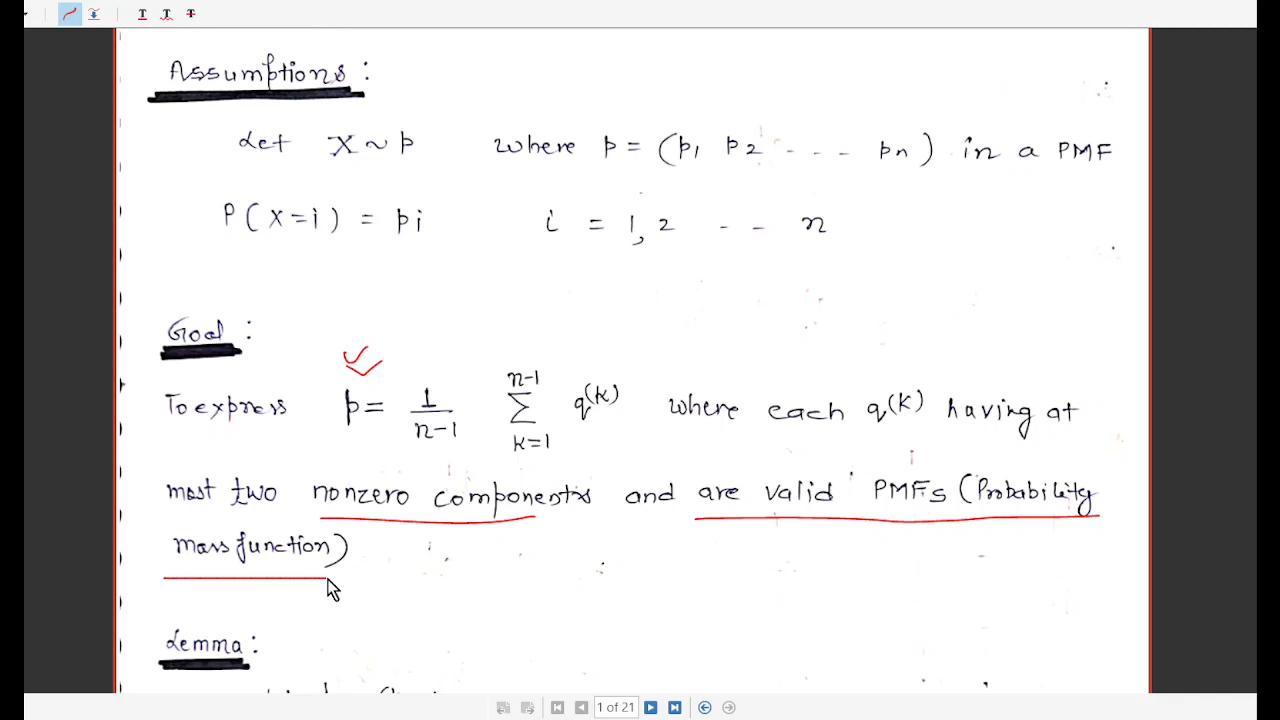 Assumptions :
Let X ~ p where p = (p1 p2 - - - - pn) in a PMF
P(X=i) = pi i = 1, 2 - - n
Goal :
To express p = 1/(n-1) ∑_{k=1}^{n-1} q^(k) where each q^(k) having at
most two nonzero components and are valid PMFs (Probability
mass function)
Lemma :
1 of 21